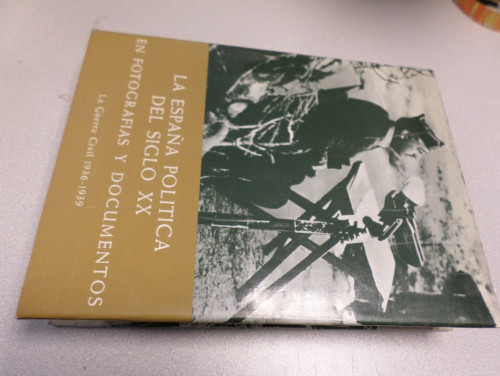 LA ESPAÑA POLITICA
DEL SIGLO XX
EN FOTOGRAFIAS Y DOCUMENTOS
La Guerra Civil 1936-1939